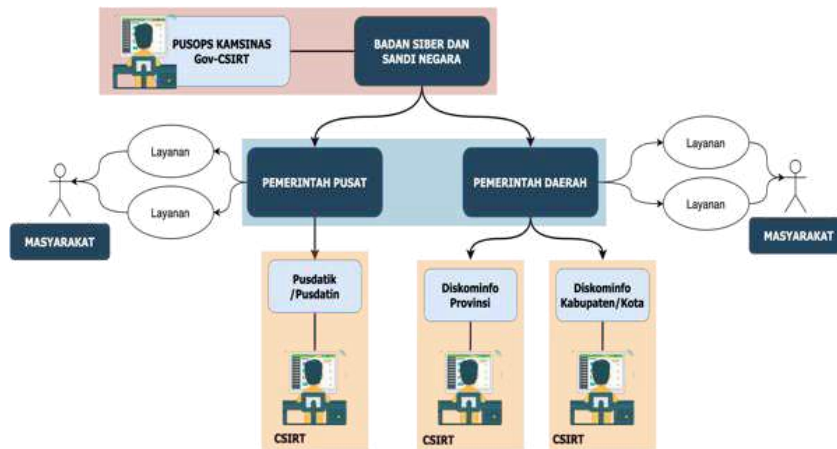 PUSOPS KAMSINAS
Gov-CSIRT
BADAN SIBER DAN
SANDI NEGARA
Layanan
Layanan
MASYARAKAT
PEMERINTAH PUSAT
PEMERINTAH DAERAH
Layanan
Layanan
MASYARAKAT
Pusdatik
/Pusdatin
Diskominfo
Provinsi
Diskominfo
Kabupaten/Kota
CSIRT
CSIRT
CSIRT